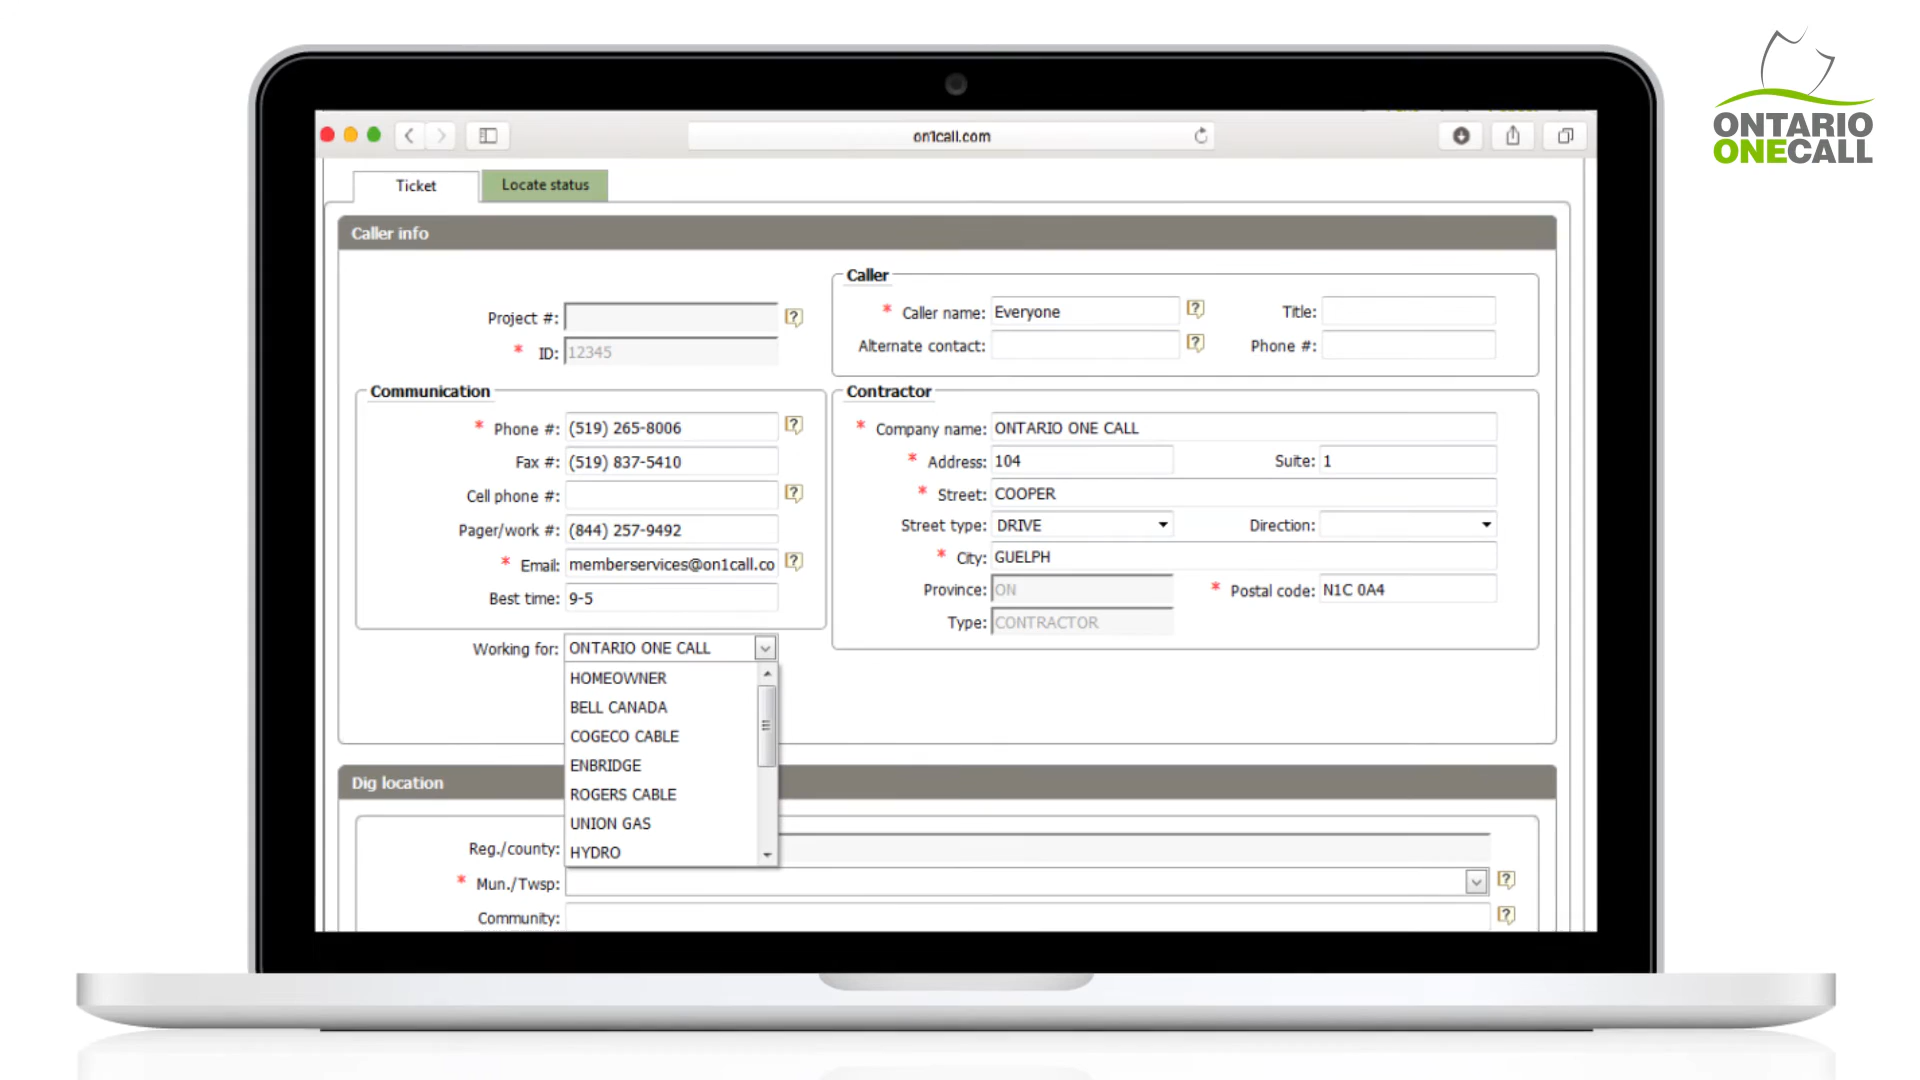 ONTARIO
ONECALL
on1call.com
Ticket
Locate status
Caller info
Project #:
* ID: 12345
Caller
* Caller name: Everyone
Title:
Alternate contact:
Phone #:
Communication
* Phone #: (519) 265-8006
Fax #: (519) 837-5410
Cell phone #:
Pager/work #: (844) 257-9492
* Email: memberservices@on1call.co
Best time: 9-5
Contractor
* Company name: ONTARIO ONE CALL
* Address: 104
Suite: 1
* Street: COOPER
Street type: DRIVE
Direction:
* City: GUELPH
Province: ON
* Postal code: N1C 0A4
Type: CONTRACTOR
Working for: ONTARIO ONE CALL
HOMEOWNER
BELL CANADA
COGECO CABLE
ENBRIDGE
ROGERS CABLE
UNION GAS
HYDRO
Dig location
Reg./county:
* Mun./Twsp:
Community: